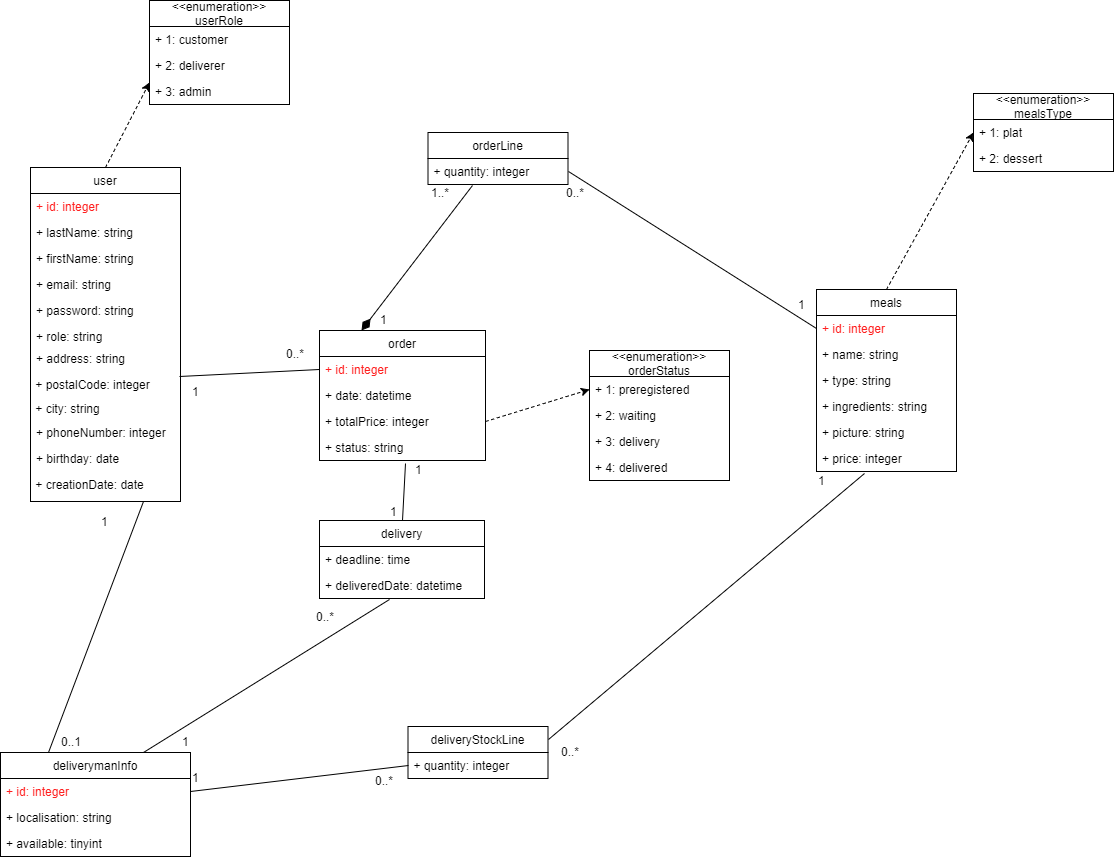 <<enumeration>>
userRole
+ 1: customer
+ 2: deliverer
+ 3: admin
<<enumeration>>
mealsType
+ 1: plat
+ 2: dessert
orderLine
+ quantity: integer
1..*
0..*
user
+ id: integer
+ lastName: string
+ firstName: string
+ email: string
+ password: string
+ role: string
+ address: string
+ postalCode: integer
+ city: string
+ phoneNumber: integer
+ birthday: date
+ creationDate: date
1
0..*
1
order
+ id: integer
+ date: datetime
+ totalPrice: integer
+ status: string
<<enumeration>>
orderStatus
+ 1: preregistered
+ 2: waiting
+ 3: delivery
+ 4: delivered
1
meals
+ id: integer
+ name: string
+ type: string
+ ingredients: string
+ picture: string
+ price: integer
1
1
1
1
delivery
+ deadline: time
+ deliveredDate: datetime
0..*
0..1
1
deliverymanInfo
+ id: integer
+ localisation: string
+ available: tinyint
1
0..*
deliveryStockLine
+ quantity: integer
0..*